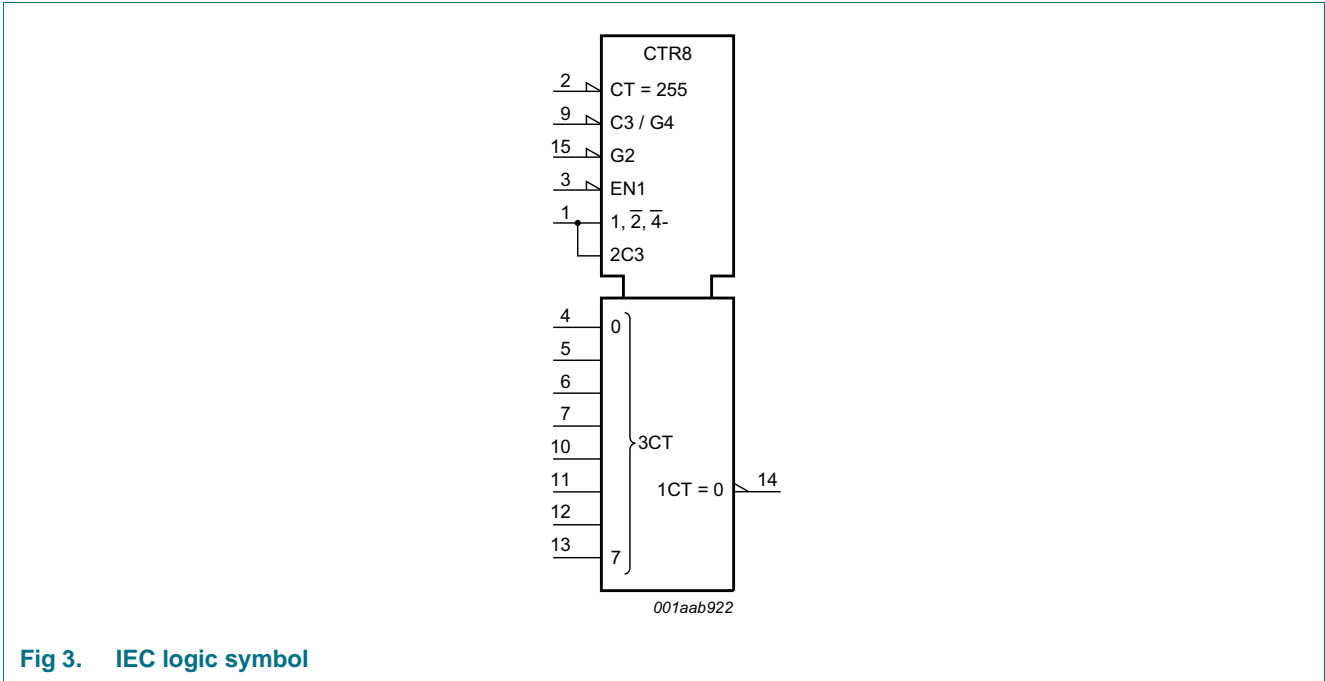 CTR8
2 CT = 255
9 C3 / G4
15 G2
3 EN1
1 1, 2̅, 4̅-
2C3
4 0
5
6
7
3CT
10
11
1CT = 0 14
12
13 7
001aab922
Fig 3. IEC logic symbol